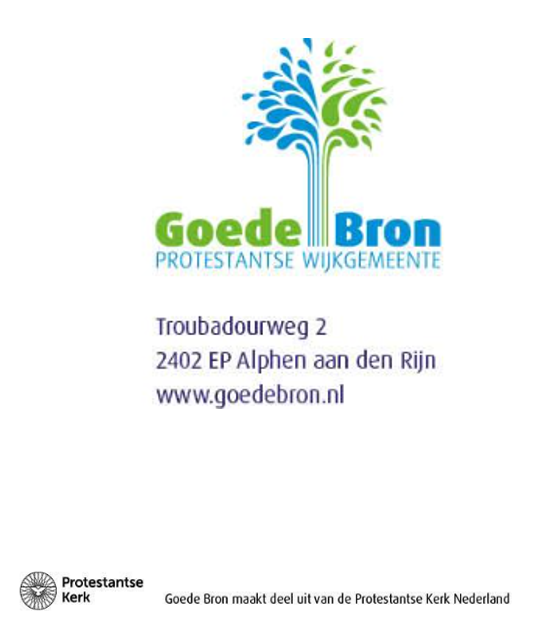 Goede Bron
PROTESTANTSE WIJKGEMEENTE
Troubadourweg 2
2402 EP Alphen aan den Rijn
www.goedebron.nl
Protestantse
Kerk
Goede Bron maakt deel uit van de Protestantse Kerk Nederland